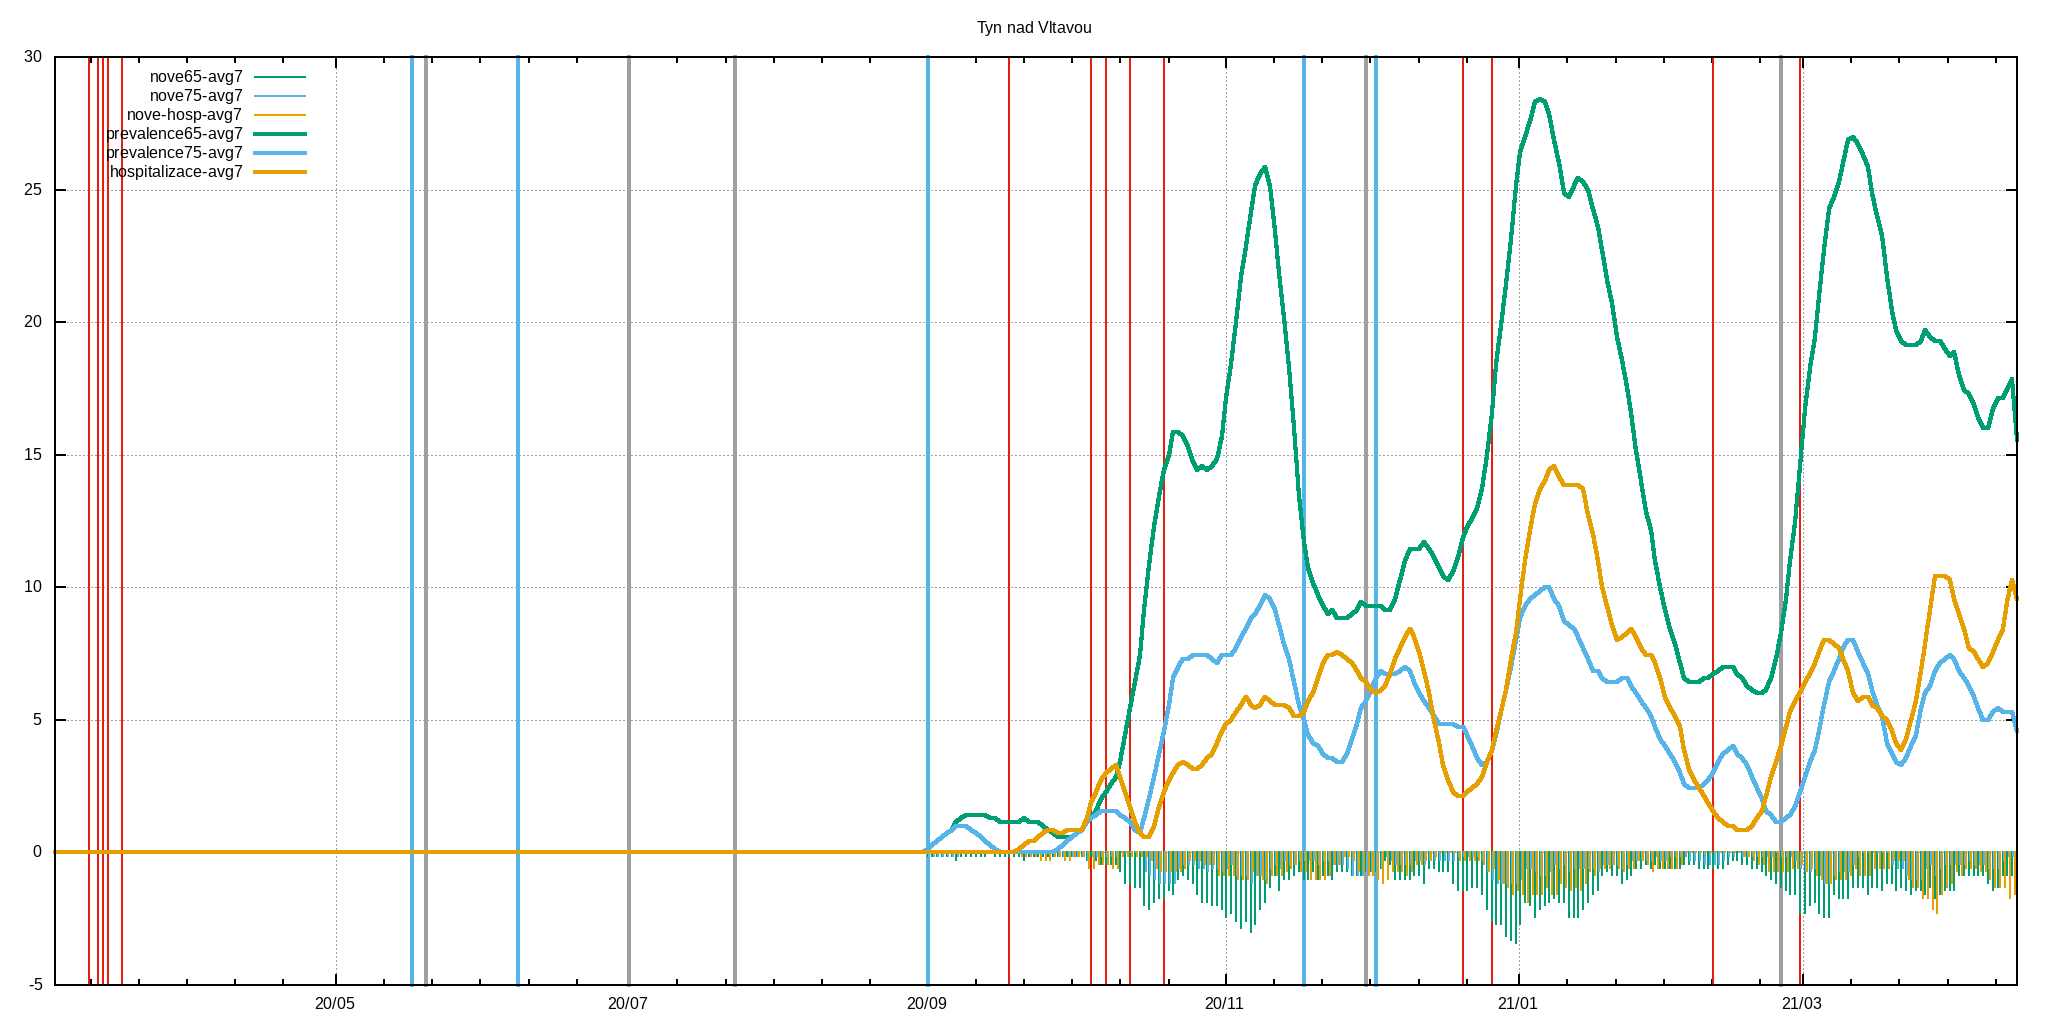 Tyn nad Vltavou
30
25
20
15
10
5
0
-5
nove65-avg7
nove75-avg7
nove-hosp-avg7
prevalence65-avg7
prevalence75-avg7
hospitalizace-avg7
20/05 20/07 20/09 20/11 21/01 21/03